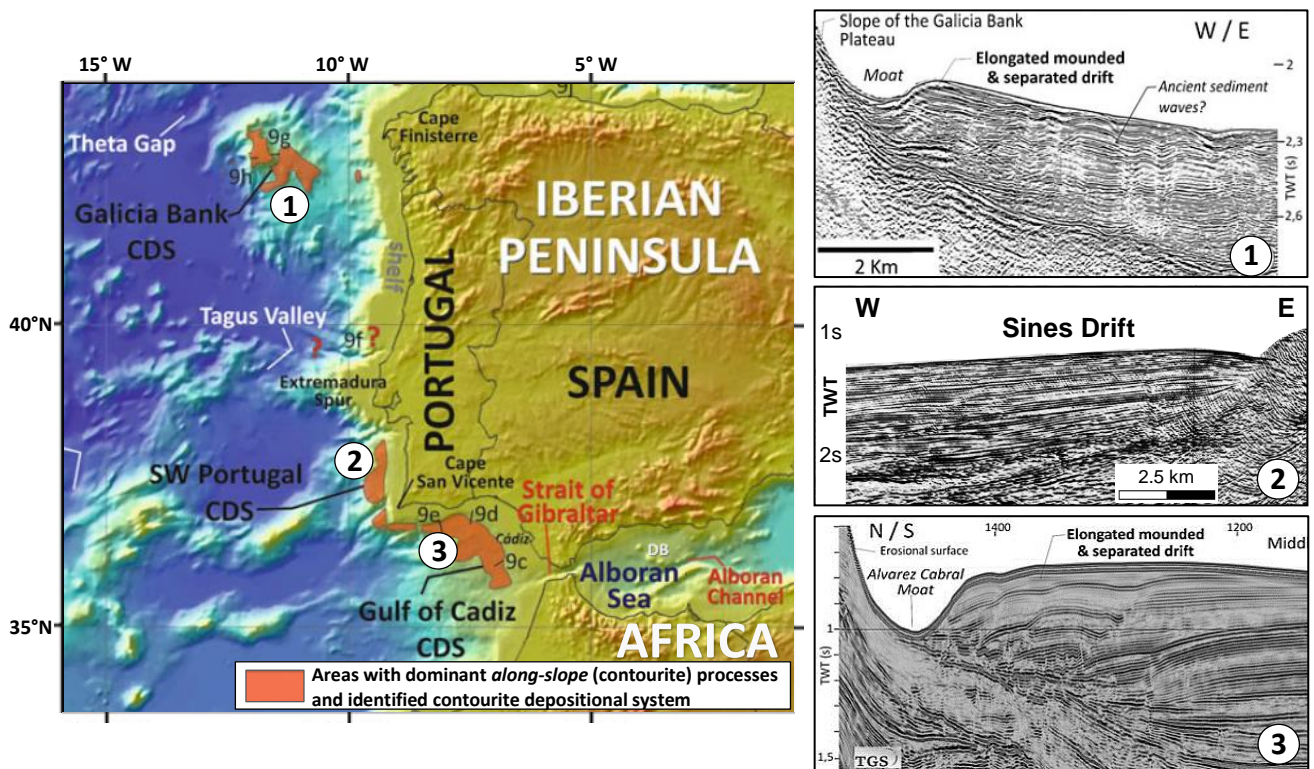 15° W
10° W
5° W
40°N
35°N
Theta Gap
9g
9h
1
Galicia Bank
CDS
Cape
Finisterre
IBERIAN
PENINSULA
shelf
PORTUGAL
Tagus Valley
?
9f
?
Extremadura
Spur
SPAIN
2
SW Portugal
CDS
Cape
San Vicente
Strait of
Gibraltar
9e
9d
Cádiz
3
9c
DB
Alboran
Sea
Alboran
Channel
Gulf of Cadiz
CDS
AFRICA
Areas with dominant along-slope (contourite) processes
and identified contourite depositional system
Slope of the Galicia Bank
Plateau
W / E
Moat
Elongated mounded
& separated drift
Ancient sediment
waves?
2
2,3
TWT (s)
2,6
2 Km
1
W
E
Sines Drift
1s
TWT
2s
2.5 km
2
N / S
1400
1200
Erosional surface
Elongated mounded
& separated drift
Midd
Alvarez Cabral
Moat
1
TWT (s)
1,5
TGS
3